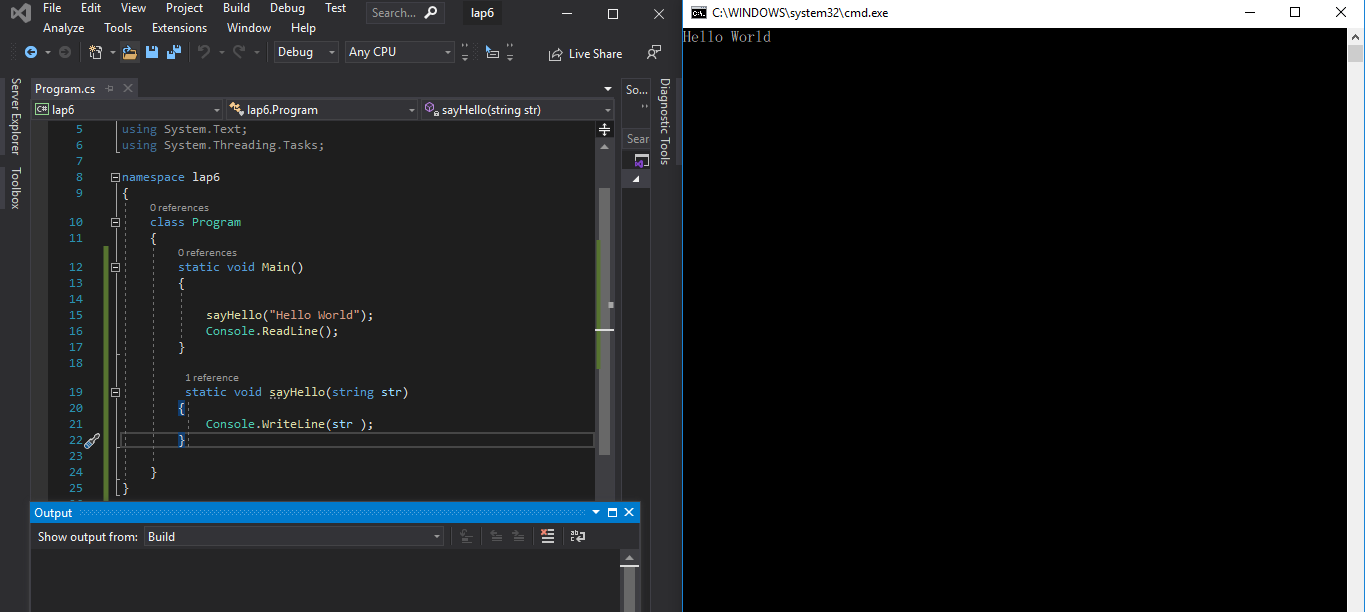 File Edit View Project Build Debug Test Search... lap6
Analyze Tools Extensions Window Help
Debug Any CPU Live Share
Server Explorer
Toolbox
Program.cs
C# lap6 lap6.Program sayHello(string str)
5 using System.Text;
6 using System.Threading.Tasks;
7
8 namespace lap6
9 {
0 references
10 class Program
11 {
0 references
12 static void Main()
13 {
14
15 sayHello("Hello World");
16 Console.ReadLine();
17 }
18
1 reference
19 static void sayHello(string str)
20 {
21 Console.WriteLine(str );
22 }
23
24 }
25 }
So...
Sear
Diagnostic Tools
Output
Show output from: Build
C:\WINDOWS\system32\cmd.exe
Hello World